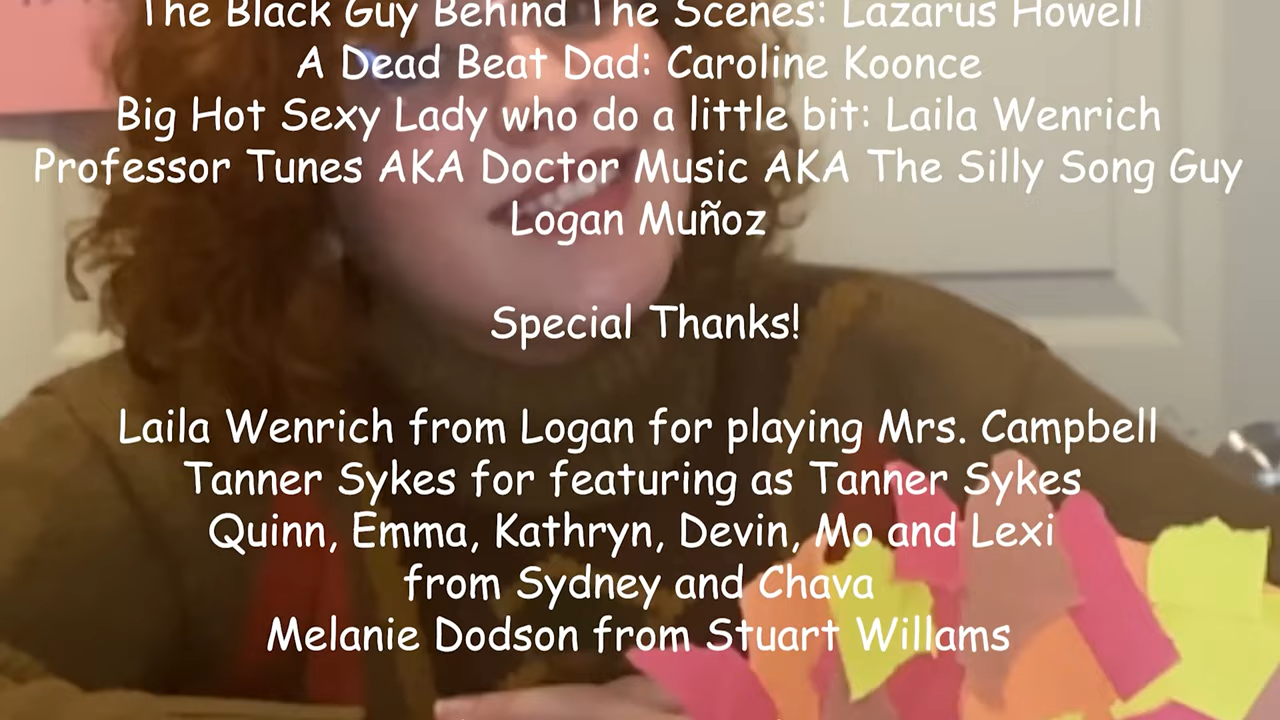 The Black Guy Behind The Scenes: Lazarus Howell
A Dead Beat Dad: Caroline Koonce
Big Hot Sexy Lady who do a little bit: Laila Wenrich
Professor Tunes AKA Doctor Music AKA The Silly Song Guy
Logan Muñoz
Special Thanks!
Laila Wenrich from Logan for playing Mrs. Campbell
Tanner Sykes for featuring as Tanner Sykes
Quinn, Emma, Kathryn, Devin, Mo and Lexi
from Sydney and Chava
Melanie Dodson from Stuart Willams